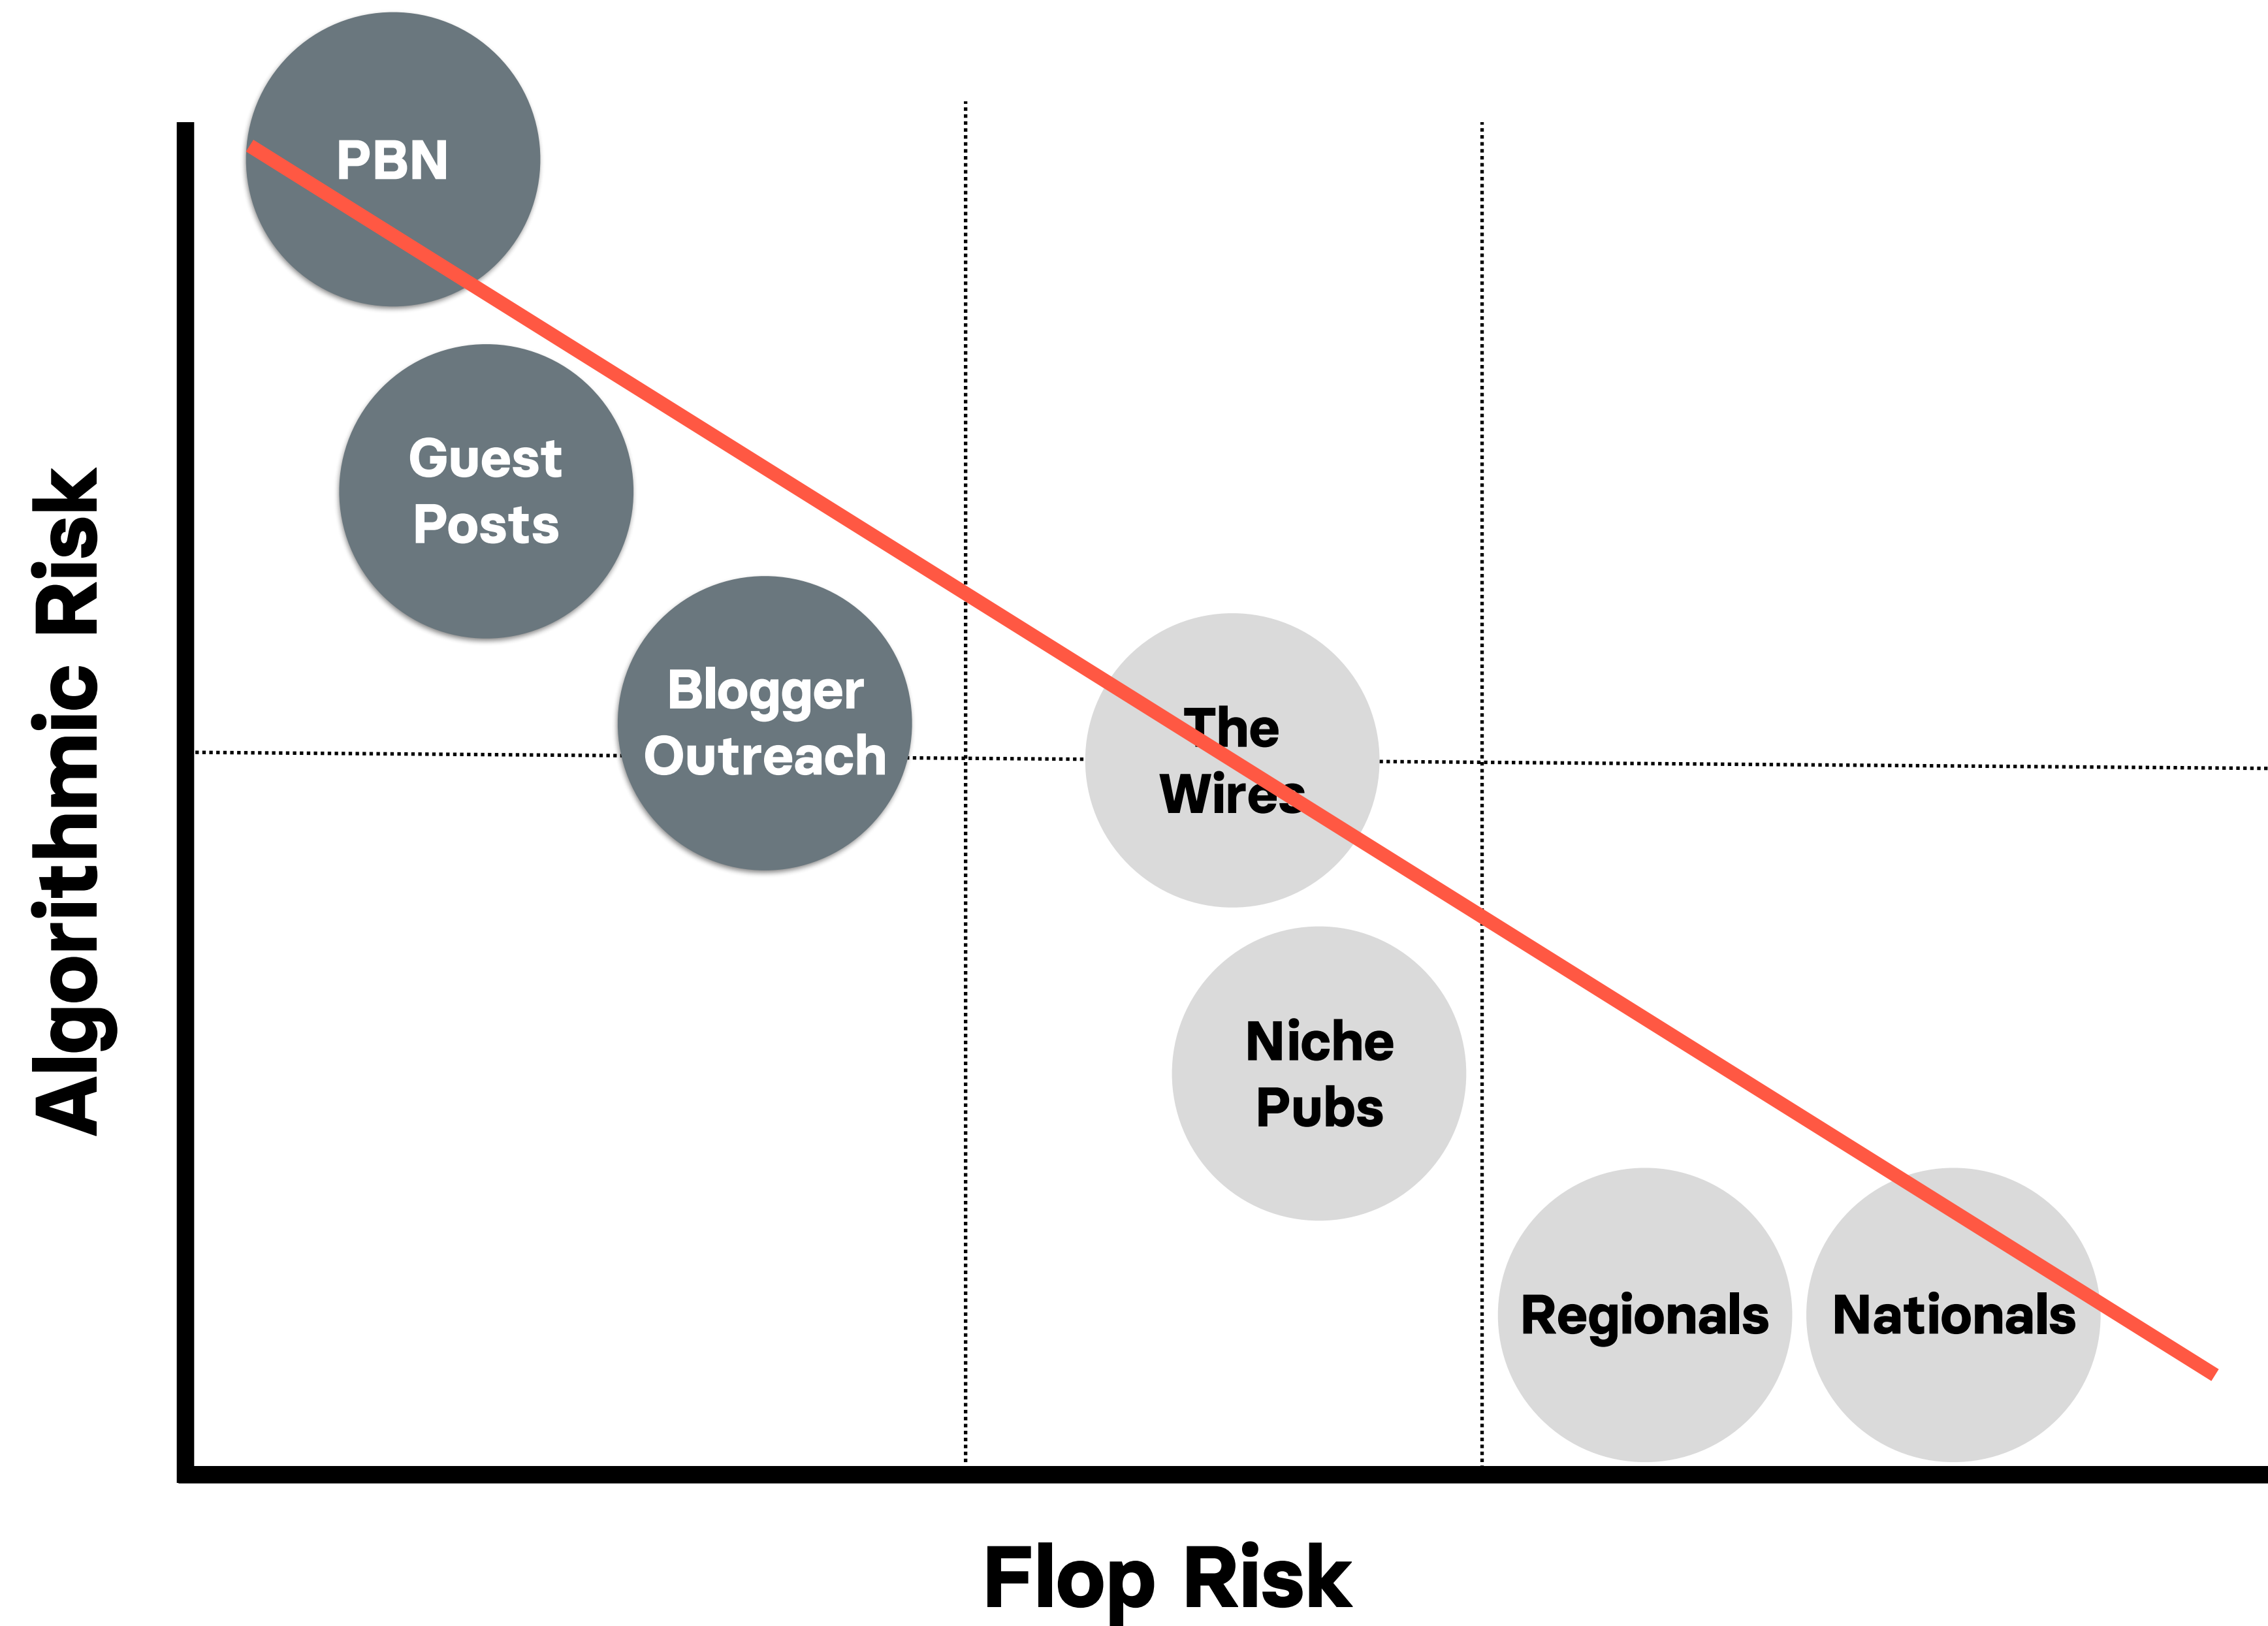 PBN
Guest
Posts
Blogger
Outreach
The
Wires
Niche
Pubs
Regionals
Nationals
Algorithmic Risk
Flop Risk